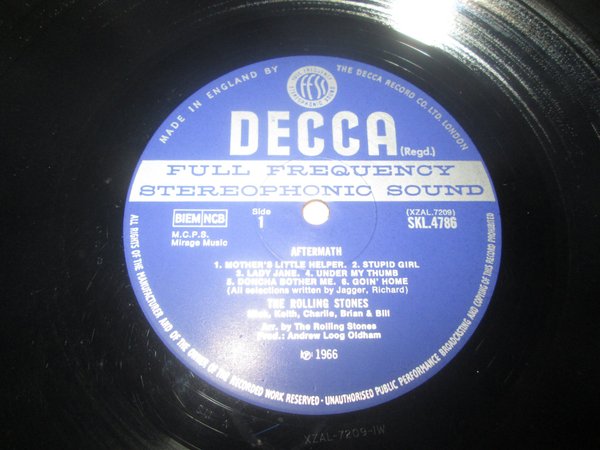 MADE IN ENGLAND BY
THE DECCA RECORD CO. LTD. LONDON
FFSS
DECCA
(Regd.)
FULL FREQUENCY
STEREOPHONIC SOUND
BIEM NCB
Side
1
(XZAL.7209)
SKL.4786
M.C.P.S.
Mirage Music
AFTERMATH
1. MOTHER'S LITTLE HELPER. 2. STUPID GIRL
3. LADY JANE. 4. UNDER MY THUMB
5. DONCHA BOTHER ME. 6. GOIN' HOME
(All selections written by Jagger, Richard)
THE ROLLING STONES
Mick, Keith, Charlie, Brian & Bill
Arr. by The Rolling Stones
Prod.: Andrew Loog Oldham
℗ 1966
ALL RIGHTS OF THE MANUFACTURER AND OF THE OWNER OF THE RECORDED WORK RESERVED · UNAUTHORISED PUBLIC PERFORMANCE BROADCASTING AND COPYING OF THIS RECORD PROHIBITED
XZAL-7209-1W